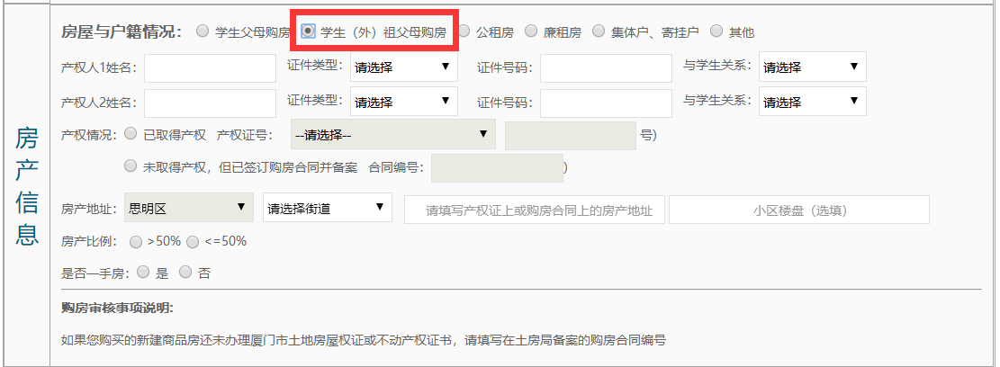 房产信息
房屋与户籍情况： 学生父母购房 学生（外）祖父母购房 公租房 廉租房 集体户、寄挂户 其他
产权人1姓名： 证件类型： 请选择 证件号码： 与学生关系： 请选择
产权人2姓名： 证件类型： 请选择 证件号码： 与学生关系： 请选择
产权情况： 已取得产权 产权证号： --请选择-- 号)
未取得产权，但已签订购房合同并备案 合同编号： )
房产地址： 思明区 请选择街道 请填写产权证上或购房合同上的房产地址 小区楼盘（选填）
房产比例： >50% <=50%
是否一手房： 是 否
购房审核事项说明:
如果您购买的新建商品房还未办理厦门市土地房屋权证或不动产权证书，请填写在土房局备案的购房合同编号